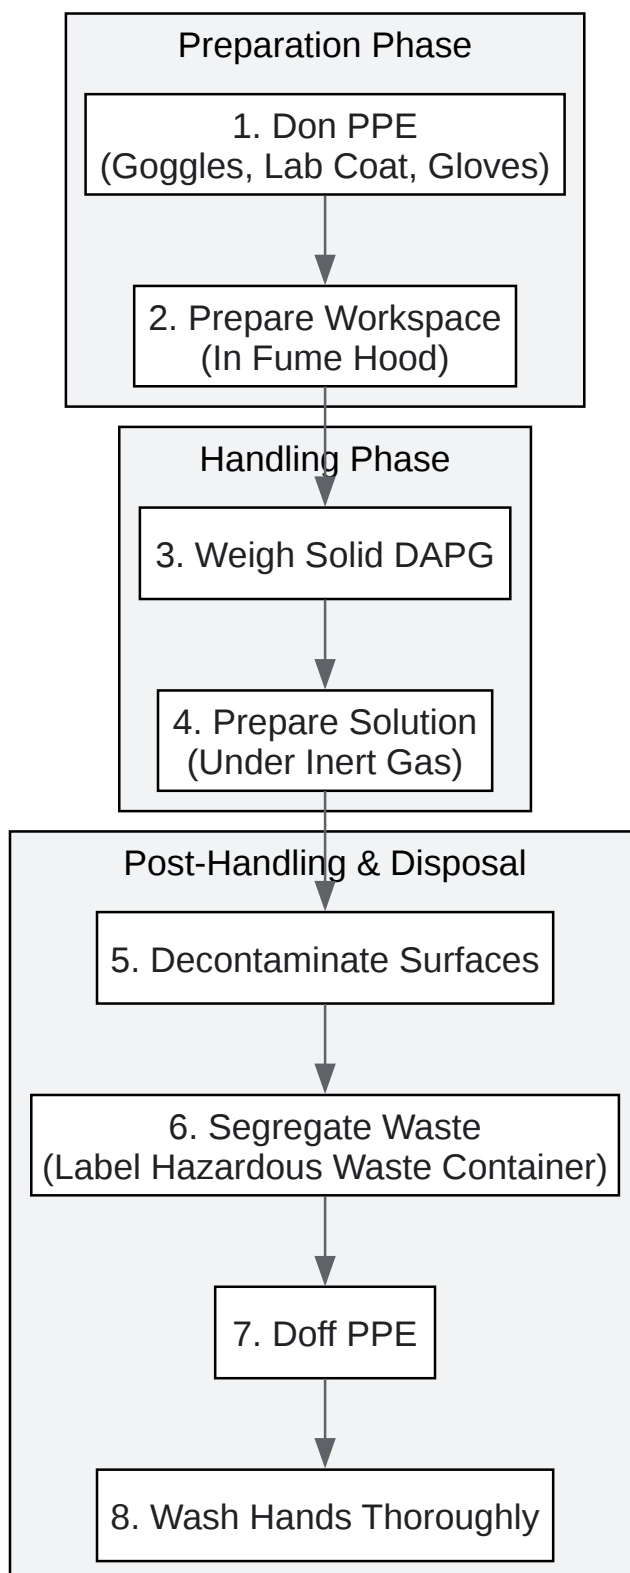 Preparation Phase
1. Don PPE
(Goggles, Lab Coat, Gloves)
2. Prepare Workspace
(In Fume Hood)
Handling Phase
3. Weigh Solid DAPG
4. Prepare Solution
(Under Inert Gas)
Post-Handling & Disposal
5. Decontaminate Surfaces
6. Segregate Waste
(Label Hazardous Waste Container)
7. Doff PPE
8. Wash Hands Thoroughly